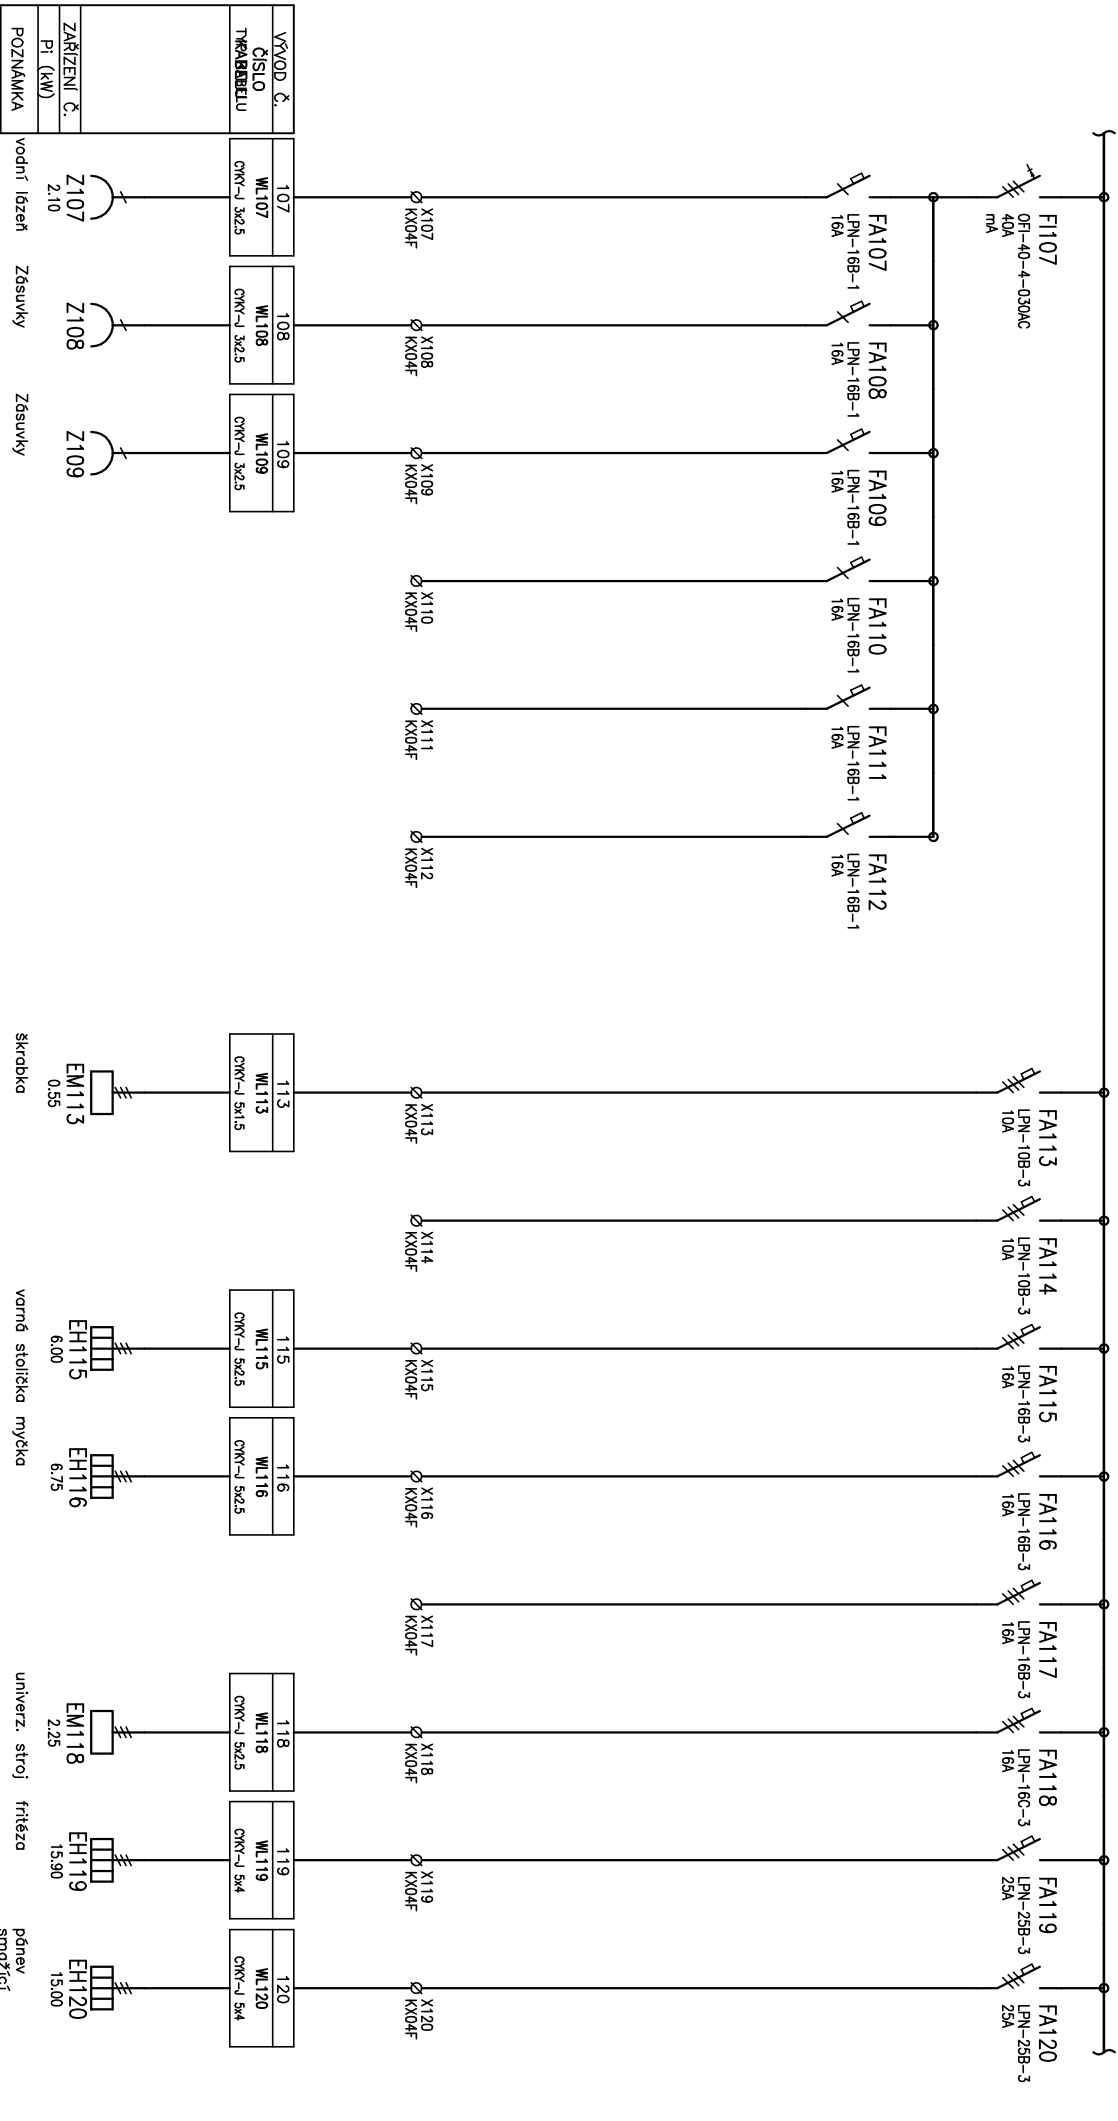 FI107
OFI-40-4-030AC
40A
mA
FA107
LPN-16B-1
16A
FA108
LPN-16B-1
16A
FA109
LPN-16B-1
16A
FA110
LPN-16B-1
16A
FA111
LPN-16B-1
16A
FA112
LPN-16B-1
16A
FA113
LPN-10B-3
10A
FA114
LPN-10B-3
10A
FA115
LPN-16B-3
16A
FA116
LPN-16B-3
16A
FA117
LPN-16B-3
16A
FA118
LPN-16C-3
16A
FA119
LPN-25B-3
25A
FA120
LPN-25B-3
25A
X107
KX04F
X108
KX04F
X109
KX04F
X110
KX04F
X111
KX04F
X112
KX04F
X113
KX04F
X114
KX04F
X115
KX04F
X116
KX04F
X117
KX04F
X118
KX04F
X119
KX04F
X120
KX04F
VÝVOD Č.
ČÍSLO
107
WL107
CYKY-J 3x2.5
108
WL108
CYKY-J 3x2.5
109
WL109
CYKY-J 3x2.5
113
WL113
CYKY-J 5x1.5
115
WL115
CYKY-J 5x2.5
116
WL116
CYKY-J 5x2.5
118
WL118
CYKY-J 5x2.5
119
WL119
CYKY-J 5x4
120
WL120
CYKY-J 5x4
ZAŘÍZENÍ Č.
Pi (kW)
POZNÁMKA
Z107
2.10
vodní lázeň
Z108
Zásuvky
Z109
Zásuvky
EM113
0.55
škrabka
EH115
6.00
varná stolička
EH116
6.75
myčka
EM118
2.25
univerz. stroj
EH119
15.90
fritéza
EH120
15.00
pánev
smažící